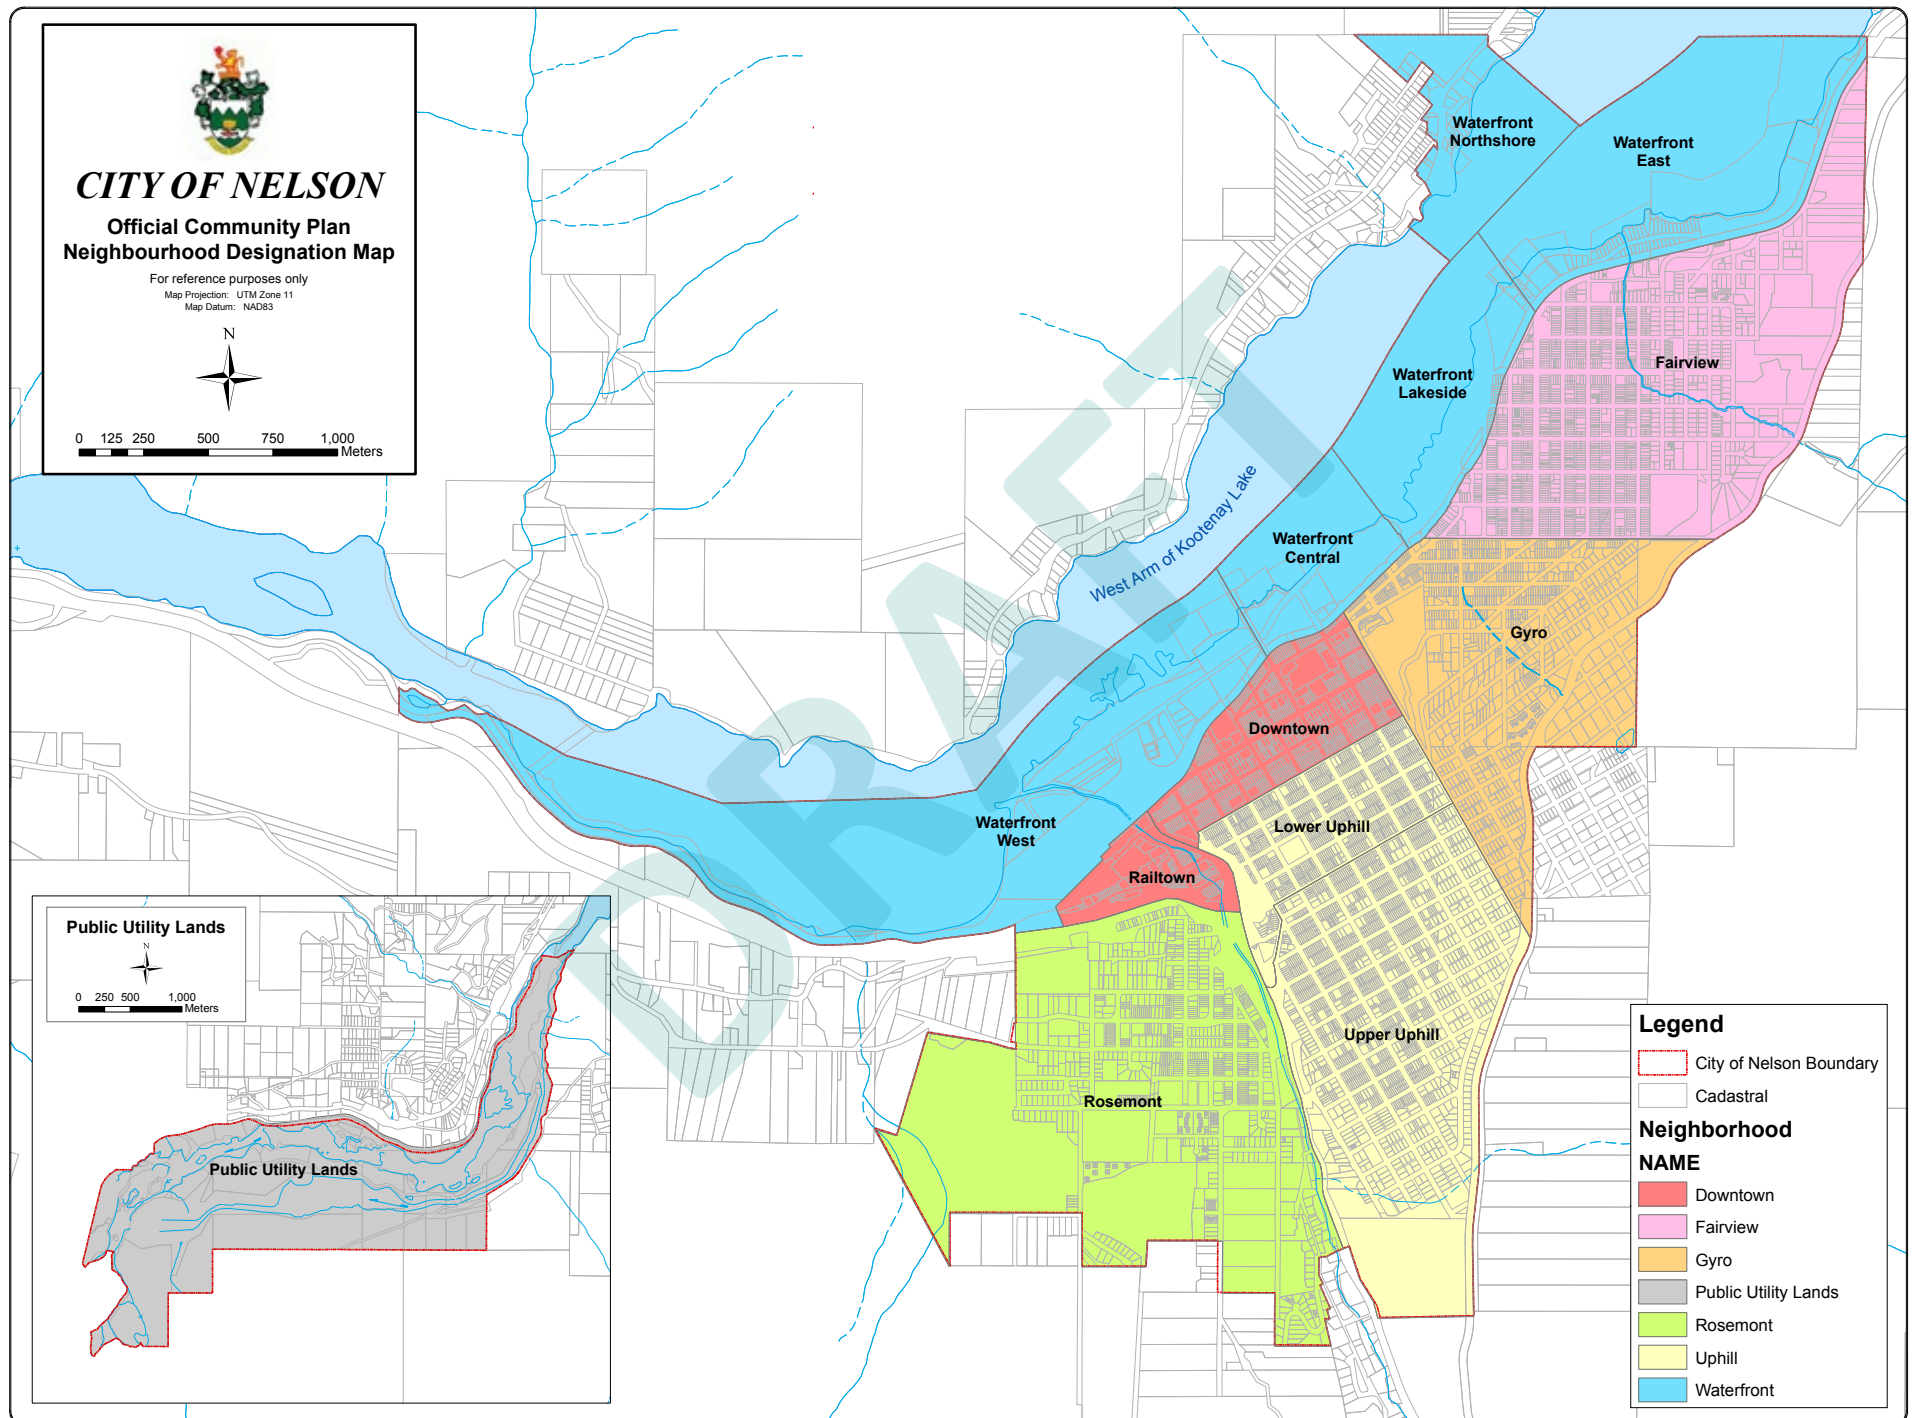 CITY OF NELSON
Official Community Plan
Neighbourhood Designation Map
For reference purposes only
Map Projection: UTM Zone 11
Map Datum: NAD83
N
0 125 250 500 750 1,000
Meters
Waterfront
Northshore
Waterfront
East
Fairview
Waterfront
Lakeside
West Arm of Kootenay Lake
Waterfront
Central
Gyro
Downtown
Waterfront
West
Lower Uphill
Railtown
Upper Uphill
Rosemont
DRAFT
Public Utility Lands
N
0 250 500 1,000
Meters
Public Utility Lands
Legend
City of Nelson Boundary
Cadastral
Neighborhood
NAME
Downtown
Fairview
Gyro
Public Utility Lands
Rosemont
Uphill
Waterfront